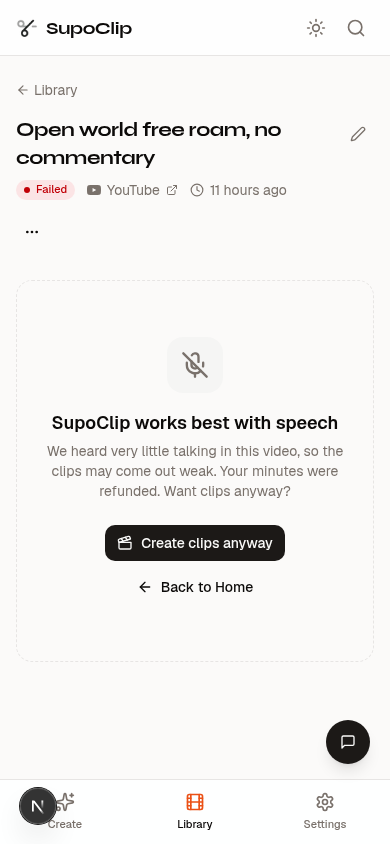 SupoClip
Library
Open world free roam, no
commentary
Failed YouTube 11 hours ago
SupoClip works best with speech
We heard very little talking in this video, so the
clips may come out weak. Your minutes were
refunded. Want clips anyway?
Create clips anyway
Back to Home
N
Create Library Settings